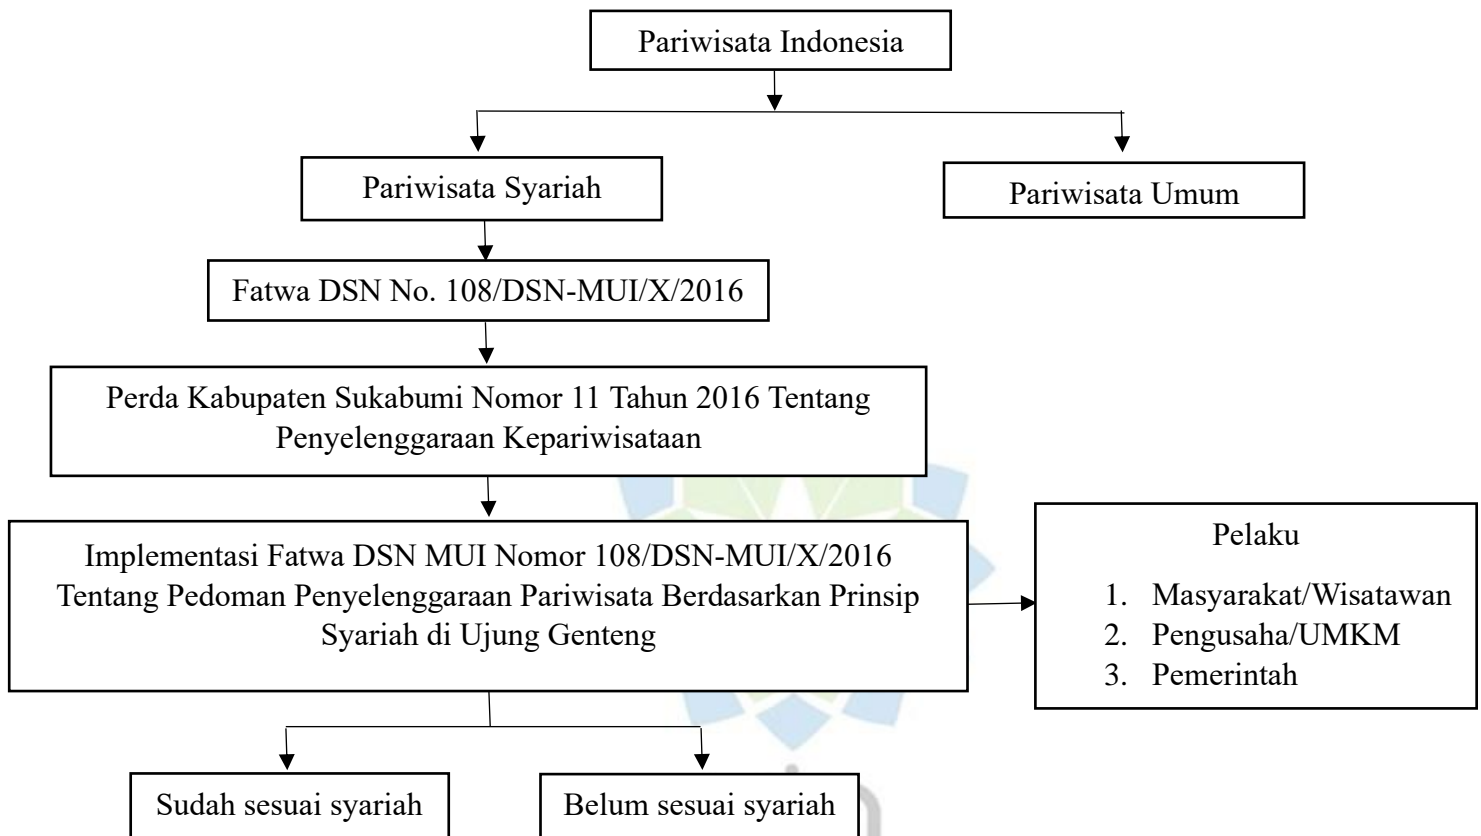 Pariwisata Indonesia
Pariwisata Syariah
Pariwisata Umum
Fatwa DSN No. 108/DSN-MUI/X/2016
Perda Kabupaten Sukabumi Nomor 11 Tahun 2016 Tentang
Penyelenggaraan Kepariwisataan
Implementasi Fatwa DSN MUI Nomor 108/DSN-MUI/X/2016
Tentang Pedoman Penyelenggaraan Pariwisata Berdasarkan Prinsip
Syariah di Ujung Genteng
Pelaku
1. Masyarakat/Wisatawan
2. Pengusaha/UMKM
3. Pemerintah
Sudah sesuai syariah
Belum sesuai syariah